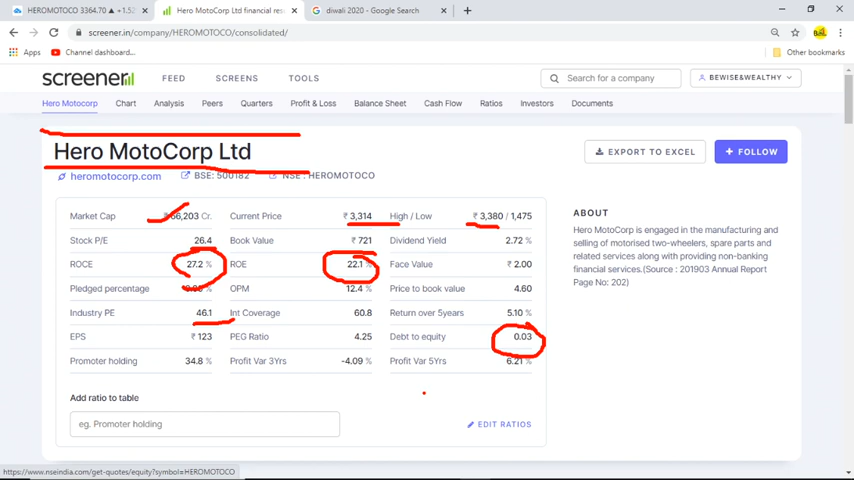 HEROMOTOCO 3364.70 ▲ +1.52
Hero MotoCorp Ltd financial res
diwali 2020 - Google Search
screener.in/company/HEROMOTOCO/consolidated/
Apps Channel dashboard... Other bookmarks
screener FEED SCREENS TOOLS Search for a company BEWISE&WEALTHY
Hero Motocorp Chart Analysis Peers Quarters Profit & Loss Balance Sheet Cash Flow Ratios Investors Documents
Hero MotoCorp Ltd
EXPORT TO EXCEL + FOLLOW
heromotocorp.com BSE: 500182 NSE : HEROMOTOCO
Market Cap ₹ 66,203 Cr. Current Price ₹ 3,314 High / Low ₹ 3,380 / 1,475
Stock P/E 26.4 Book Value ₹ 721 Dividend Yield 2.72 %
ROCE 27.2 % ROE 22.1 % Face Value ₹ 2.00
Pledged percentage % OPM 12.4 % Price to book value 4.60
Industry PE 46.1 Int Coverage 60.8 Return over 5years 5.10 %
EPS ₹ 123 PEG Ratio 4.25 Debt to equity 0.03
Promoter holding 34.8 % Profit Var 3Yrs -4.09 % Profit Var 5Yrs 6.21 %
Add ratio to table
eg. Promoter holding
EDIT RATIOS
ABOUT
Hero MotoCorp is engaged in the manufacturing and
selling of motorised two-wheelers, spare parts and
related services along with providing non-banking
financial services.(Source : 201903 Annual Report
Page No: 202)
https://www.nseindia.com/get-quotes/equity?symbol=HEROMOTOCO